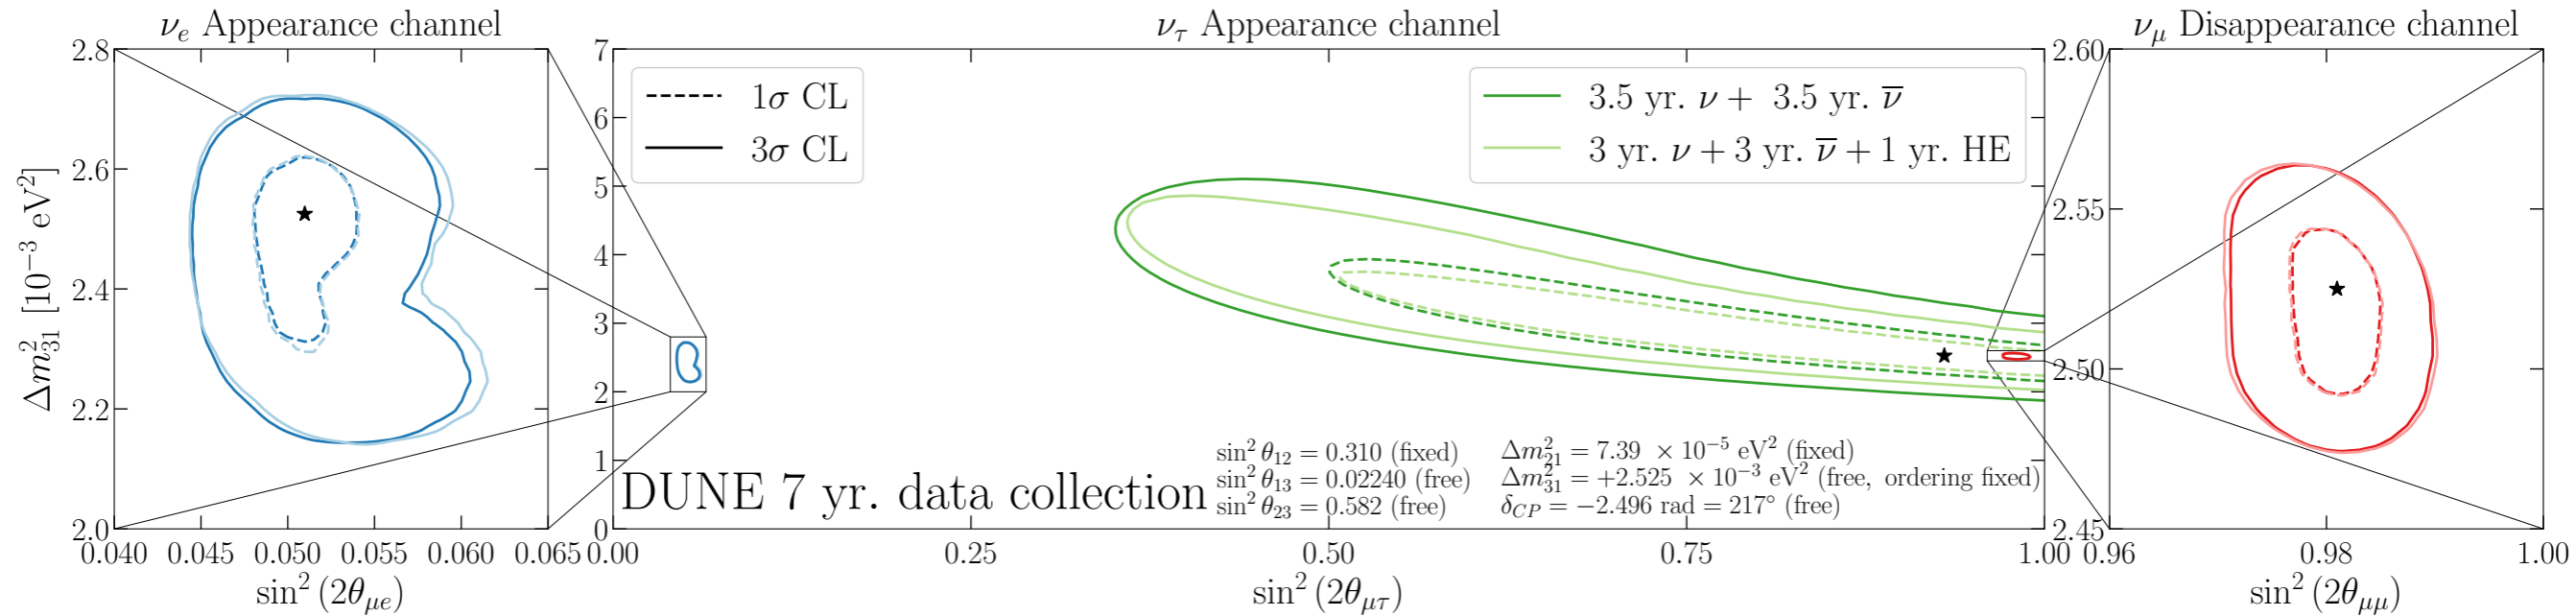 νe Appearance channel
ντ Appearance channel
νμ Disappearance channel
Δm²₃₁ [10⁻³ eV²]
2.8
2.6
2.4
2.2
2.0
0.040 0.045 0.050 0.055 0.060 0.065
sin² (2θμe)
7
6
5
4
3
2
1
0
1σ CL
3σ CL
3.5 yr. ν + 3.5 yr. ν̅
3 yr. ν + 3 yr. ν̅ + 1 yr. HE
DUNE 7 yr. data collection
sin² θ₁₂ = 0.310 (fixed)
sin² θ₁₃ = 0.02240 (free)
sin² θ₂₃ = 0.582 (free)
Δm²₂₁ = 7.39 × 10⁻⁵ eV² (fixed)
Δm²₃₁ = +2.525 × 10⁻³ eV² (free, ordering fixed)
δCP = −2.496 rad = 217° (free)
0.00 0.25 0.50 0.75 1.00
sin² (2θμτ)
2.60
2.55
2.50
2.45
0.96 0.98 1.00
sin² (2θμμ)